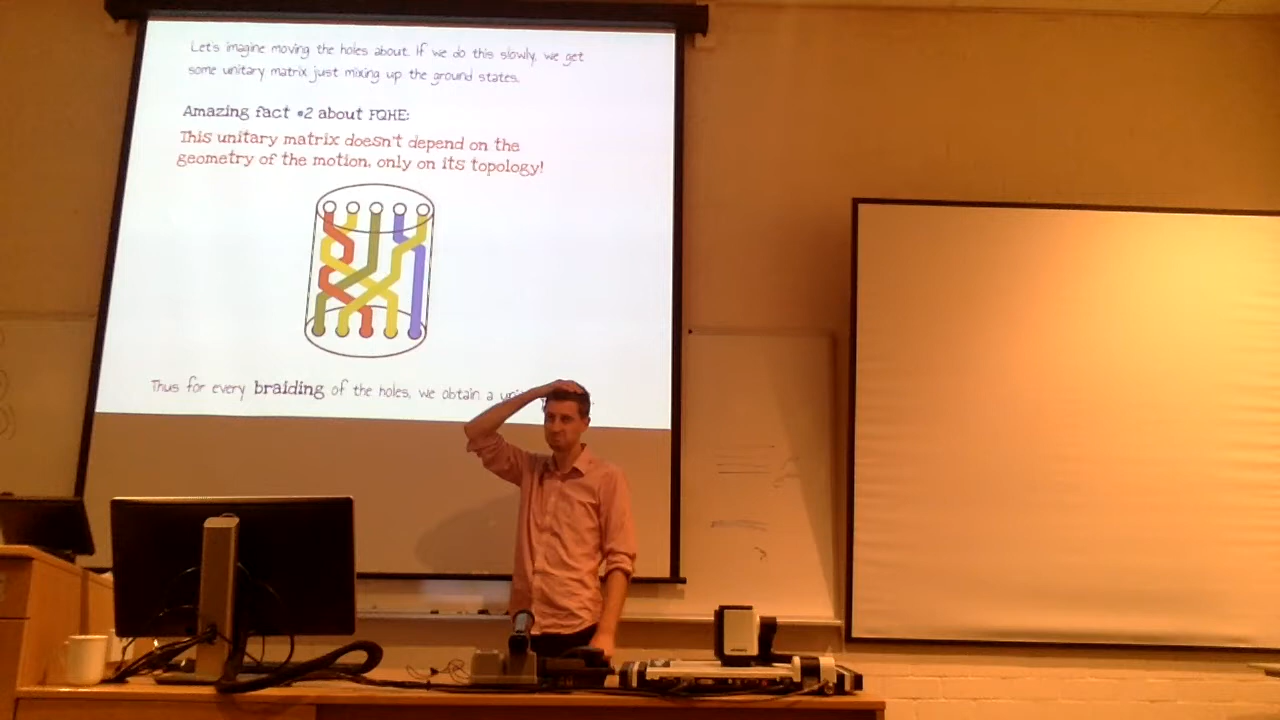 Let's imagine moving the holes about. If we do this slowly, we get
some unitary matrix just mixing up the ground states.
Amazing fact #2 about FQHE:
This unitary matrix doesn't depend on the
geometry of the motion, only on its topology!
Thus for every braiding of the holes, we obtain a